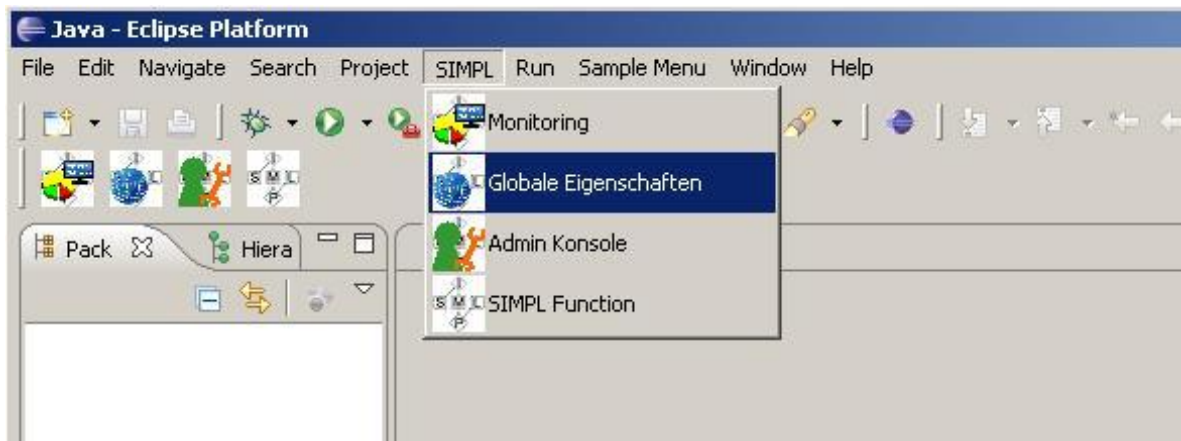 Java - Eclipse Platform
File Edit Navigate Search Project SIMPL Run Sample Menu Window Help
Monitoring
Globale Eigenschaften
Admin Konsole
S M L P SIMPL Function
S M L P
Pack Hiera